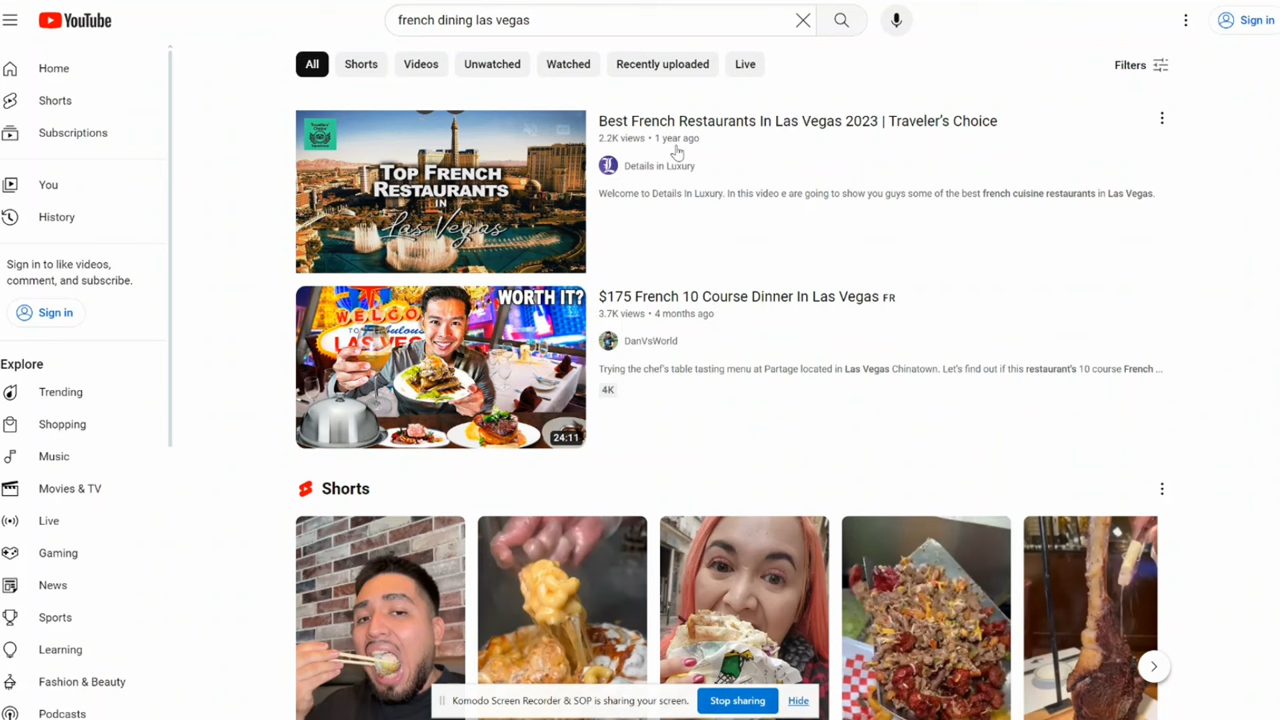 YouTube
french dining las vegas
Sign in
Home
Shorts
Subscriptions
You
History
Sign in to like videos,
comment, and subscribe.
Sign in
Explore
Trending
Shopping
Music
Movies & TV
Live
Gaming
News
Sports
Learning
Fashion & Beauty
Podcasts
All
Shorts
Videos
Unwatched
Watched
Recently uploaded
Live
Filters
TOP FRENCH
RESTAURANTS
IN
Las Vegas
Best French Restaurants In Las Vegas 2023 | Traveler’s Choice
2.2K views • 1 year ago
Details in Luxury
Welcome to Details In Luxury. In this video e are going to show you guys some of the best french cuisine restaurants in Las Vegas.
WORTH IT?
24:11
$175 French 10 Course Dinner In Las Vegas FR
3.7K views • 4 months ago
DanVsWorld
Trying the chef’s table tasting menu at Partage located in Las Vegas Chinatown. Let’s find out if this restaurant’s 10 course French ...
4K
Shorts
Komodo Screen Recorder & SOP is sharing your screen.
Stop sharing
Hide